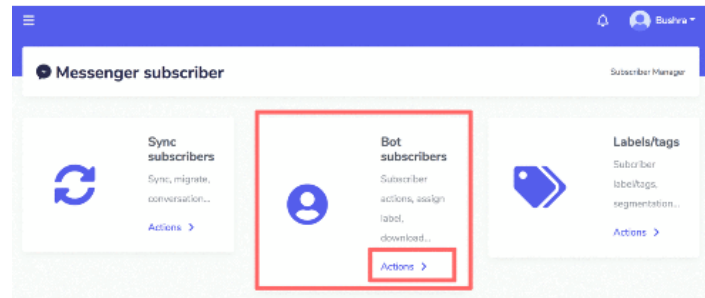 Bushra
Messenger subscriber
Subscriber Manager
Sync
subscribers
Sync, migrate,
conversation...
Actions
Bot
subscribers
Subscriber
actions, assign
label,
download...
Actions
Labels/tags
Subcriber
label/tags,
segmentation...
Actions